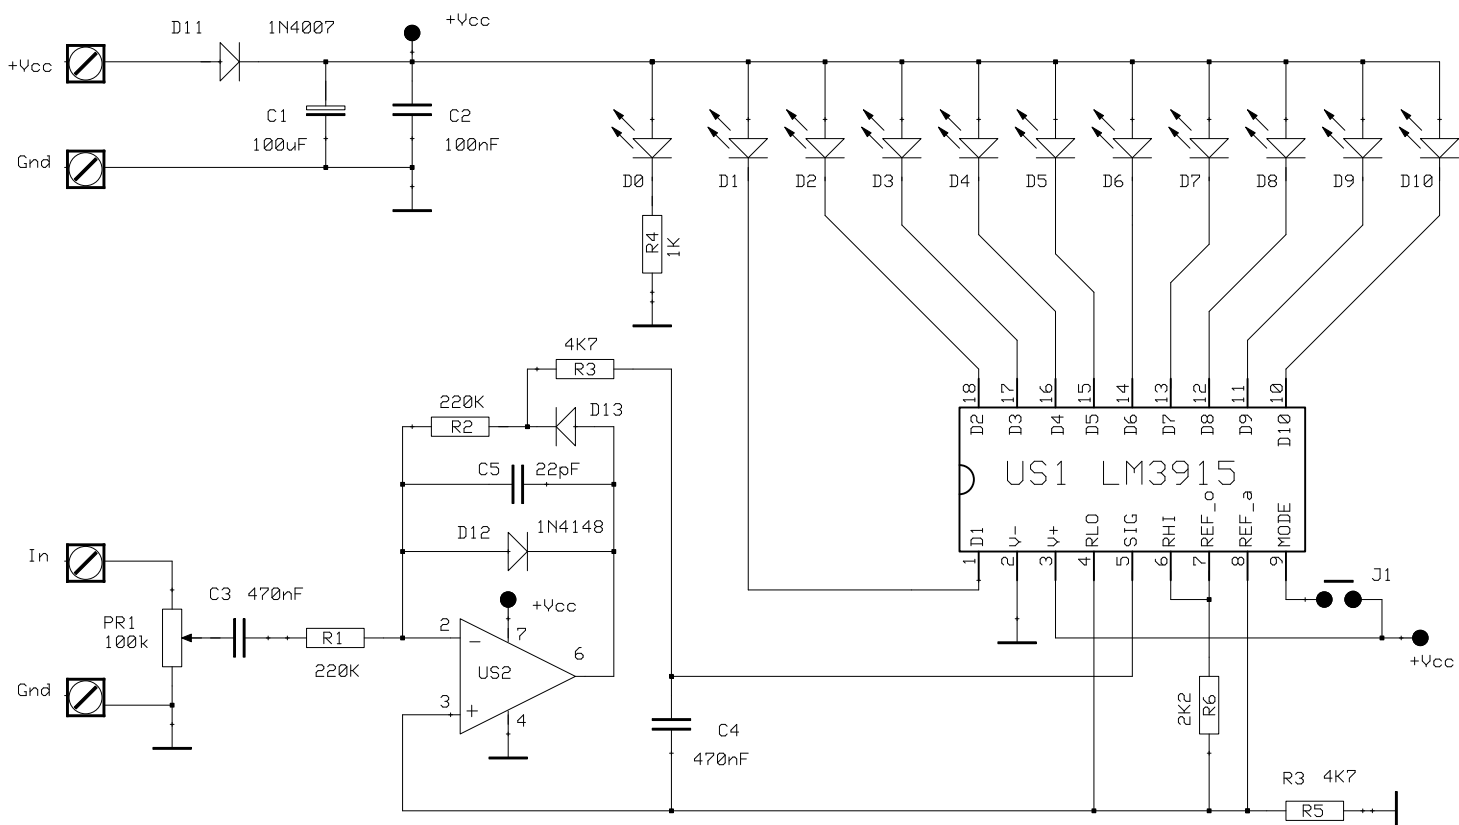 D11 1N4007
+Vcc
+Vcc
C1
100uF
C2
100nF
Gnd
D0 D1 D2 D3 D4 D5 D6 D7 D8 D9 D10
R4
1K
4K7
R3
220K
R2
D13
C5 22pF
D12 1N4148
18 17 16 15 14 13 12 11 10
D2 D3 D4 D5 D6 D7 D8 D9 D10
US1 LM3915
D1 V- V+ RLO SIG RHI REF_o REF_a MODE
1 2 3 4 5 6 7 8 9
J1
+Vcc
In
PR1
100k
C3 470nF
R1
220K
Gnd
+Vcc
2
-
7
US2
6
3
+
4
C4
470nF
2K2
R6
R3 4K7
R5